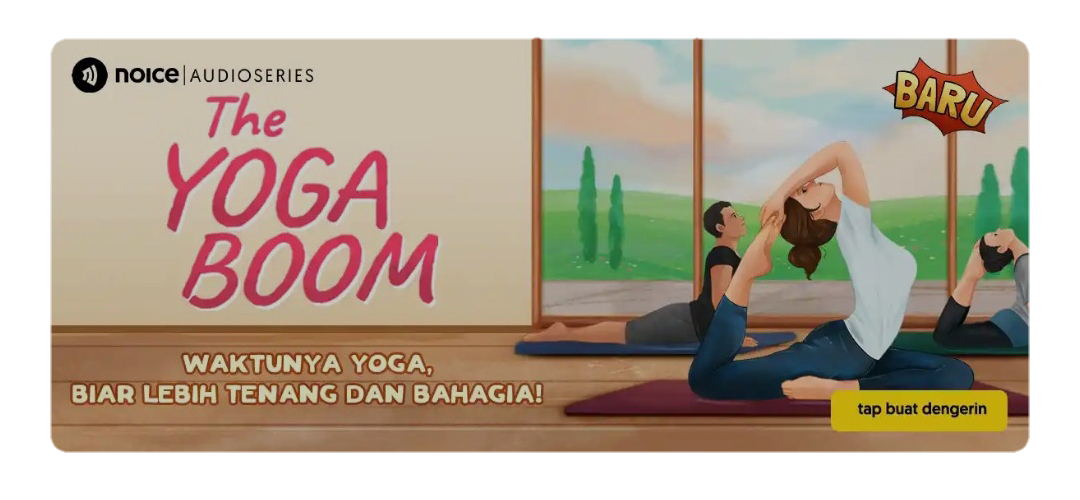 noice | AUDIOSERIES
BARU
The
YOGA
BOOM
WAKTUNYA YOGA,
BIAR LEBIH TENANG DAN BAHAGIA!
tap buat dengerin